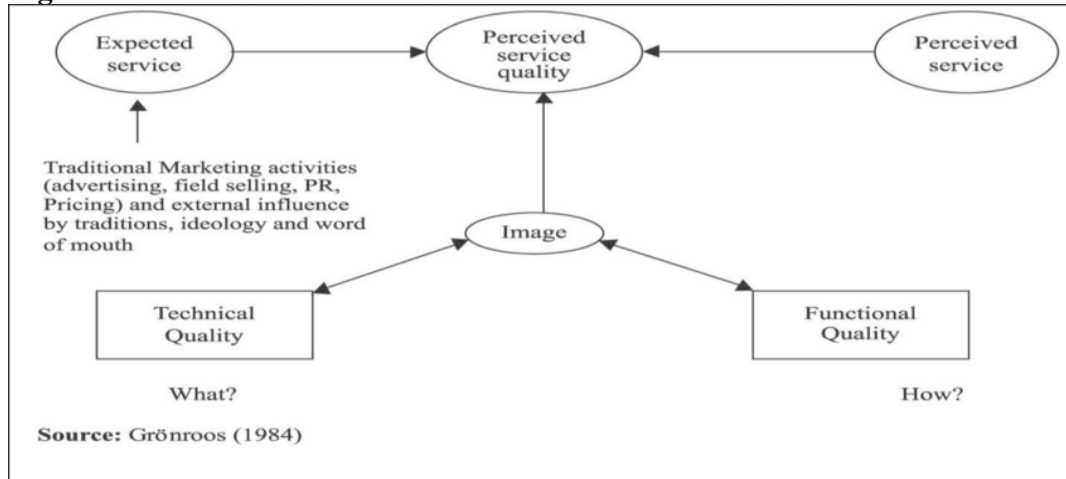 Expected
service
Perceived
service
quality
Perceived
service
Traditional Marketing activities
(advertising, field selling, PR,
Pricing) and external influence
by traditions, ideology and word
of mouth
Image
Technical
Quality
Functional
Quality
What?
How?
Source: Grönroos (1984)